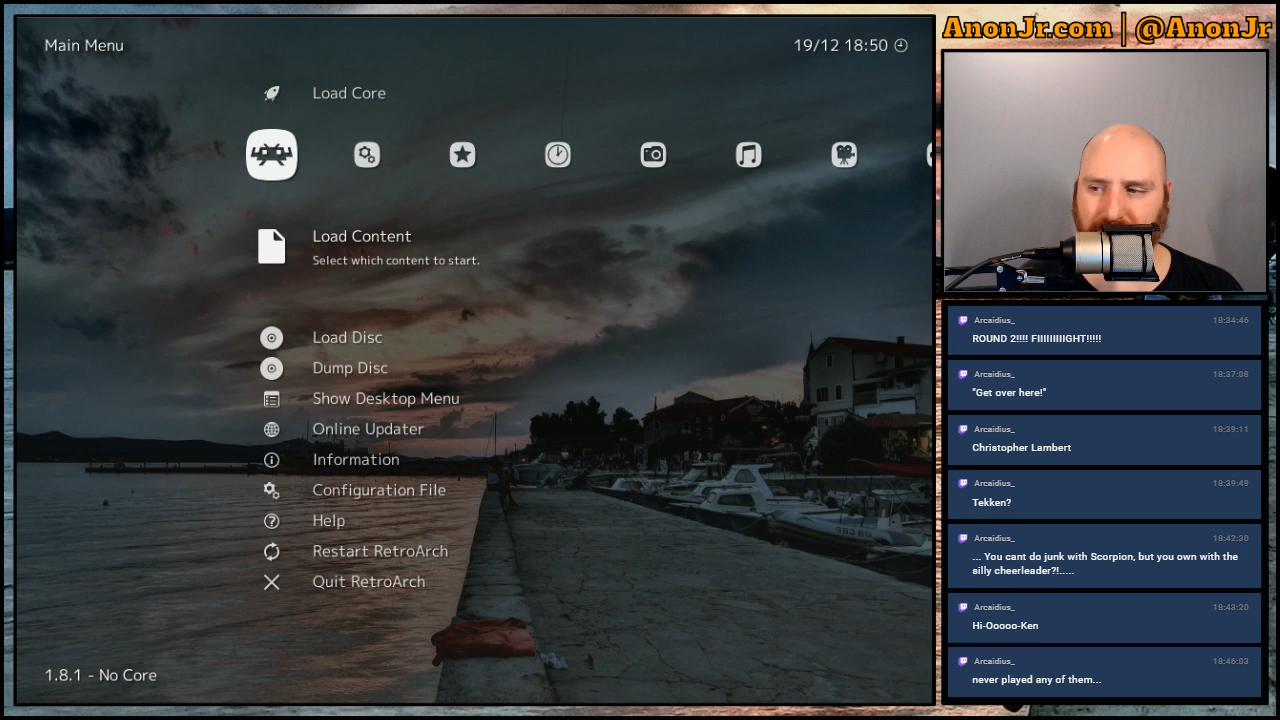 Main Menu
19/12 18:50
Load Core
Load Content
Select which content to start.
Load Disc
Dump Disc
Show Desktop Menu
Online Updater
Information
Configuration File
Help
Restart RetroArch
Quit RetroArch
1.8.1 - No Core
AnonJr.com | @AnonJr
Arcaidius_ 18:34:46
ROUND 2!!!! FIIIIIIIIGHT!!!!!
Arcaidius_ 18:37:08
"Get over here!"
Arcaidius_ 18:39:11
Christopher Lambert
Arcaidius_ 18:39:49
Tekken?
Arcaidius_ 18:42:30
... You cant do junk with Scorpion, but you own with the
silly cheerleader?!.....
Arcaidius_ 18:43:20
Hi-Ooooo-Ken
Arcaidius_ 18:46:03
never played any of them...